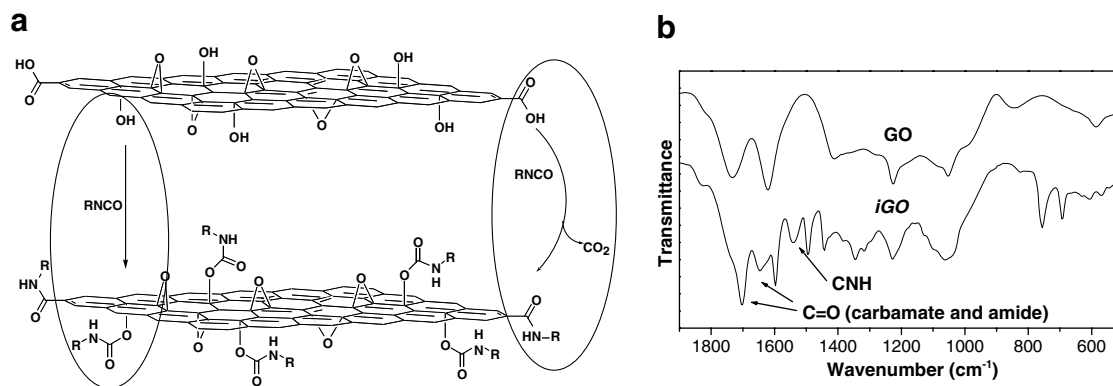 a
HO
O
O
OH
O
O
OH
O
OH
O
OH
OH
O
OH
OH
RNCO
RNCO
CO2
R
NH
O
O
O
O
N-R
H
R
HN
O
O
O
O
O
O
O
HN-R
H
R-N
O
O
O
O
H
N-R
O
O
O
H
N-R
O
b
GO
iGO
CNH
C=O (carbamate and amide)
Transmittance
1800 1600 1400 1200 1000 800 600
Wavenumber (cm-1)